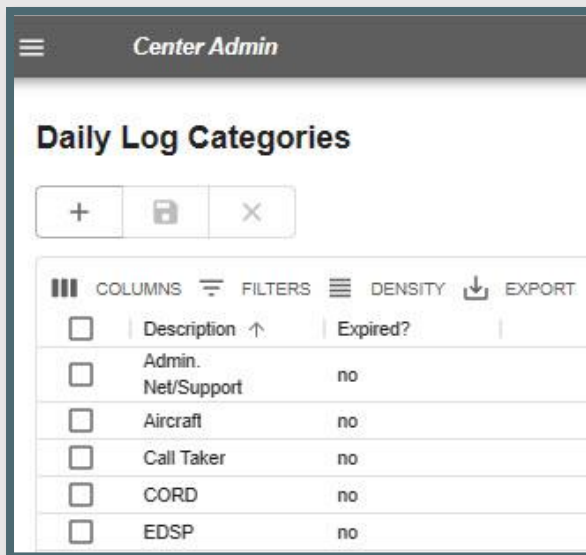 Center Admin
Daily Log Categories
COLUMNS FILTERS DENSITY EXPORT
Description Expired?
Admin.
Net/Support no
Aircraft no
Call Taker no
CORD no
EDSP no